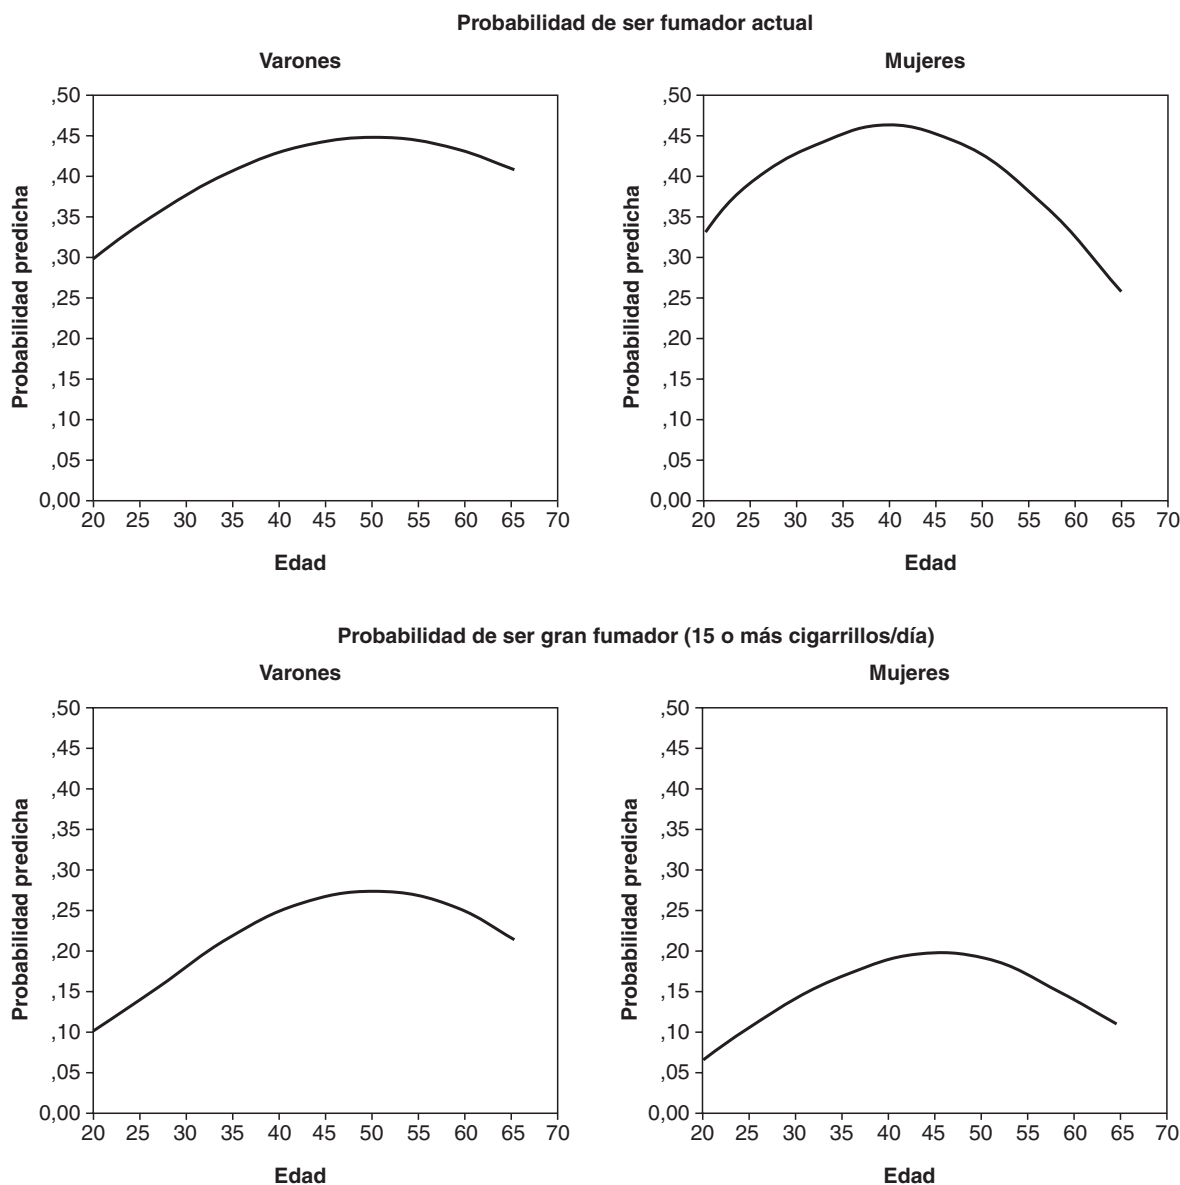 Probabilidad de ser fumador actual
Varones
Mujeres
Probabilidad predicha
,50
,45
,40
,35
,30
,25
,20
,15
,10
,05
0,00
20 25 30 35 40 45 50 55 60 65 70
Edad
Probabilidad predicha
,50
,45
,40
,35
,30
,25
,20
,15
,10
,05
0,00
20 25 30 35 40 45 50 55 60 65 70
Edad
Probabilidad de ser gran fumador (15 o más cigarrillos/día)
Varones
Mujeres
Probabilidad predicha
,50
,45
,40
,35
,30
,25
,20
,15
,10
,05
0,00
20 25 30 35 40 45 50 55 60 65 70
Edad
Probabilidad predicha
,50
,45
,40
,35
,30
,25
,20
,15
,10
,05
0,00
20 25 30 35 40 45 50 55 60 65 70
Edad